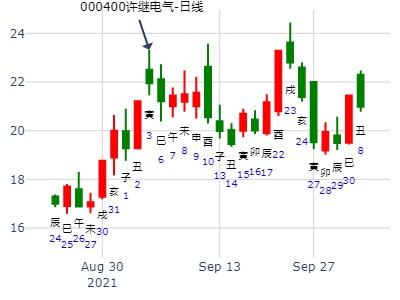 000400许继电气-日线
24
22
20
18
16
辰 巳 午 未 戌 亥 子 丑 寅 辰 午 未 申 酉 子 丑 寅 卯 辰 酉 戌 亥 寅 卯 辰 巳 丑
24 25 26 27 30 31 1 2 3 6 7 8 9 10 13 14 15 16 17 22 23 24 27 28 29 30 8
Aug 30 Sep 13 Sep 27
2021